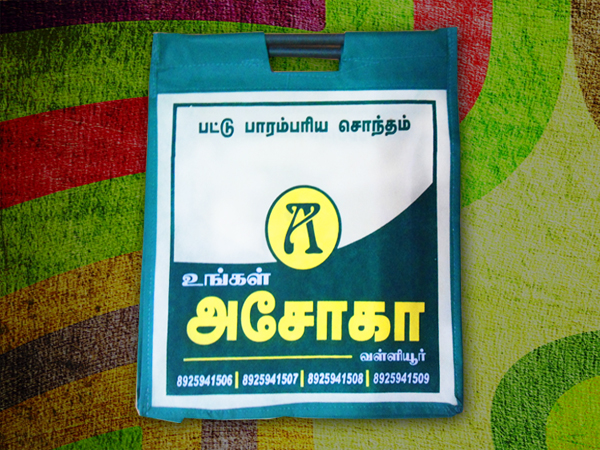 பட்டு பாரம்பரிய சொந்தம்
A
உங்கள்
அசோகா
வள்ளியூர்
8925941506 | 8925941507 | 8925941508 | 8925941509